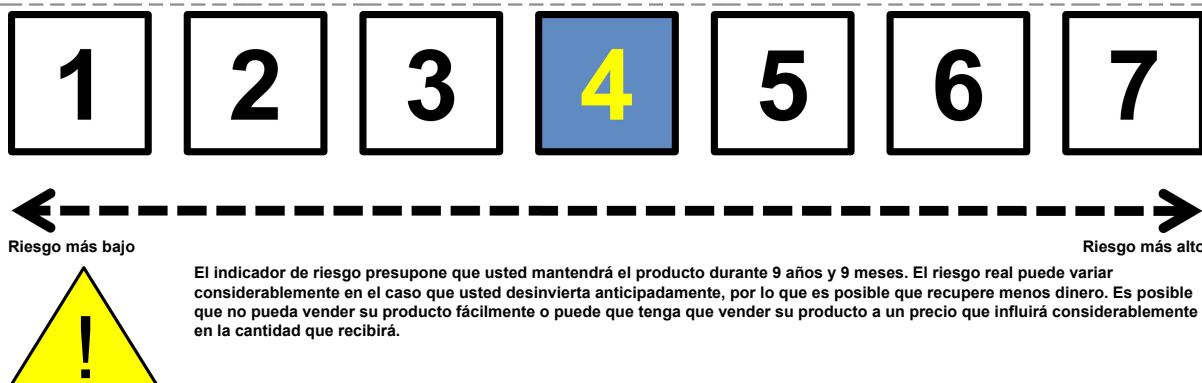 1 2 3 4 5 6 7
Riesgo más bajo Riesgo más alto
! El indicador de riesgo presupone que usted mantendrá el producto durante 9 años y 9 meses. El riesgo real puede variar
considerablemente en el caso que usted desinvierta anticipadamente, por lo que es posible que recupere menos dinero. Es posible
que no pueda vender su producto fácilmente o puede que tenga que vender su producto a un precio que influirá considerablemente
en la cantidad que recibirá.